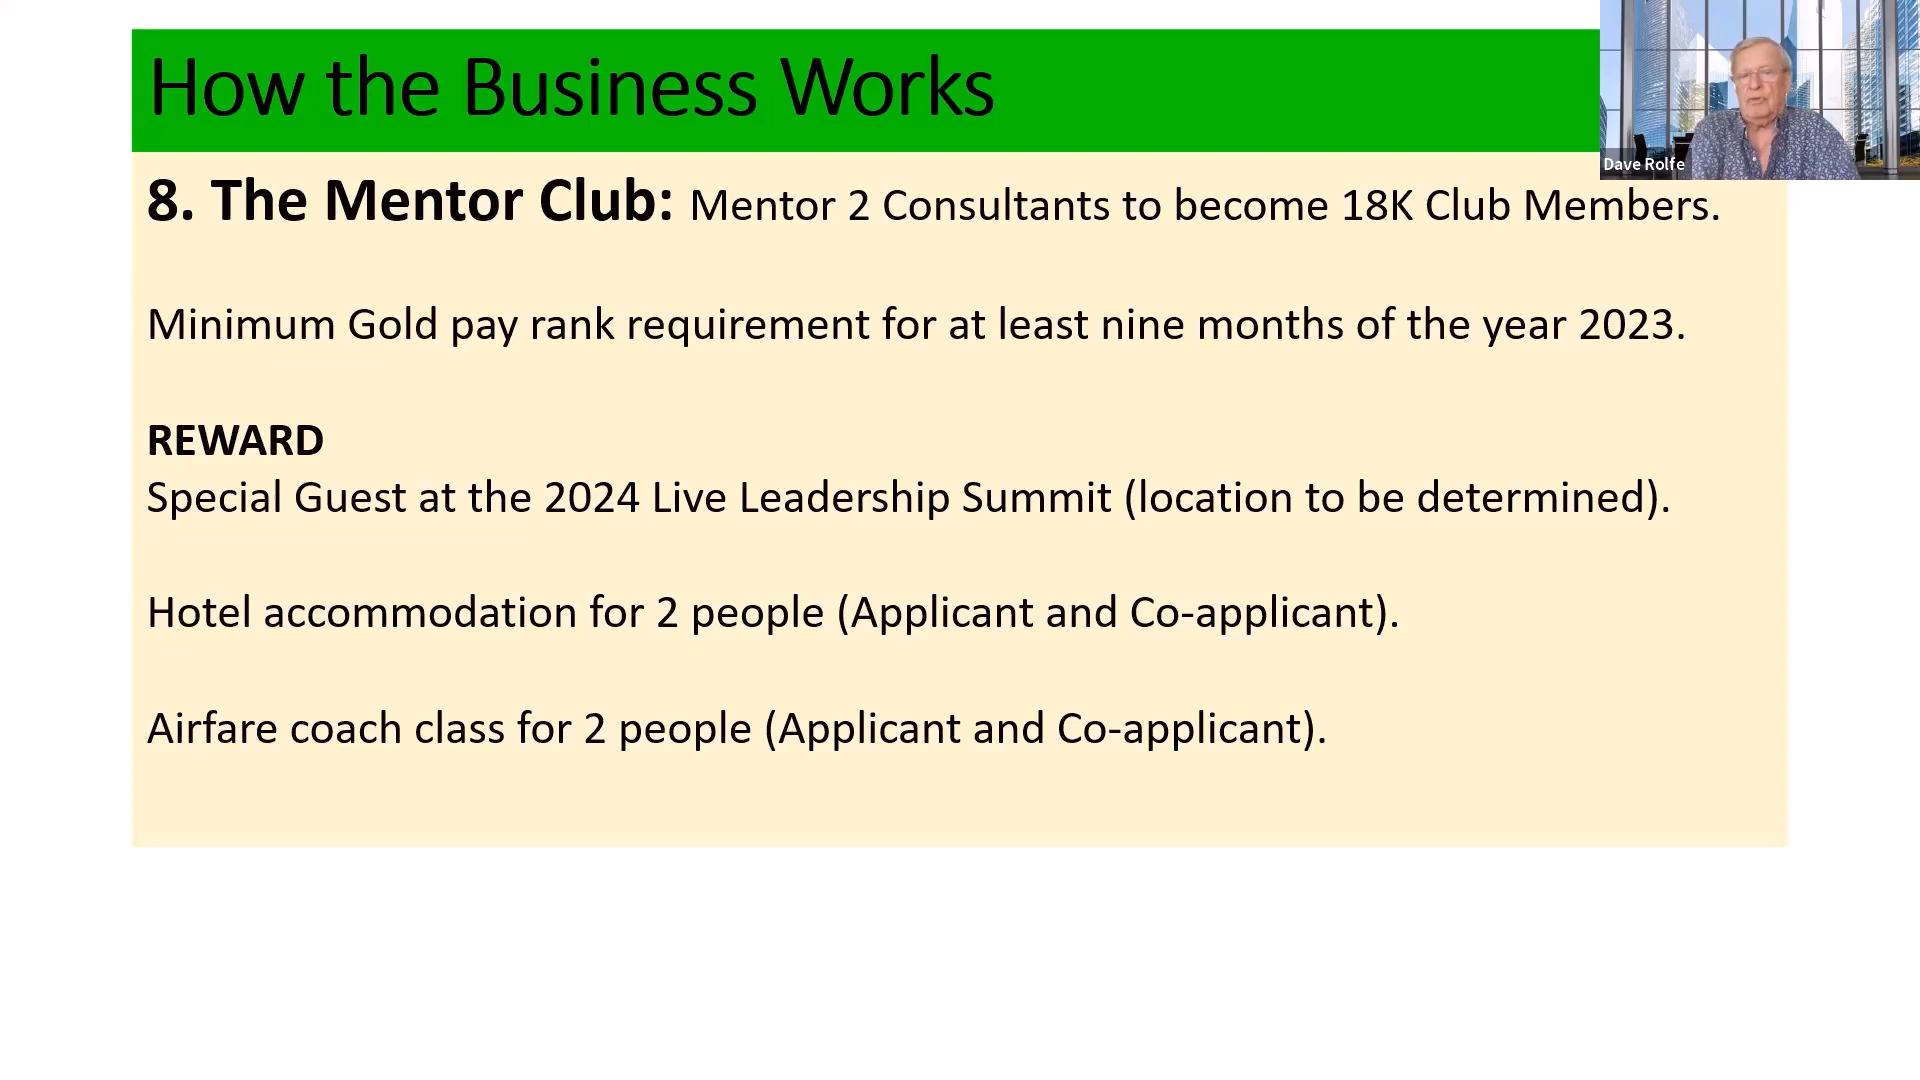 How the Business Works
Dave Rolfe
8. The Mentor Club: Mentor 2 Consultants to become 18K Club Members.
Minimum Gold pay rank requirement for at least nine months of the year 2023.
REWARD
Special Guest at the 2024 Live Leadership Summit (location to be determined).
Hotel accommodation for 2 people (Applicant and Co-applicant).
Airfare coach class for 2 people (Applicant and Co-applicant).